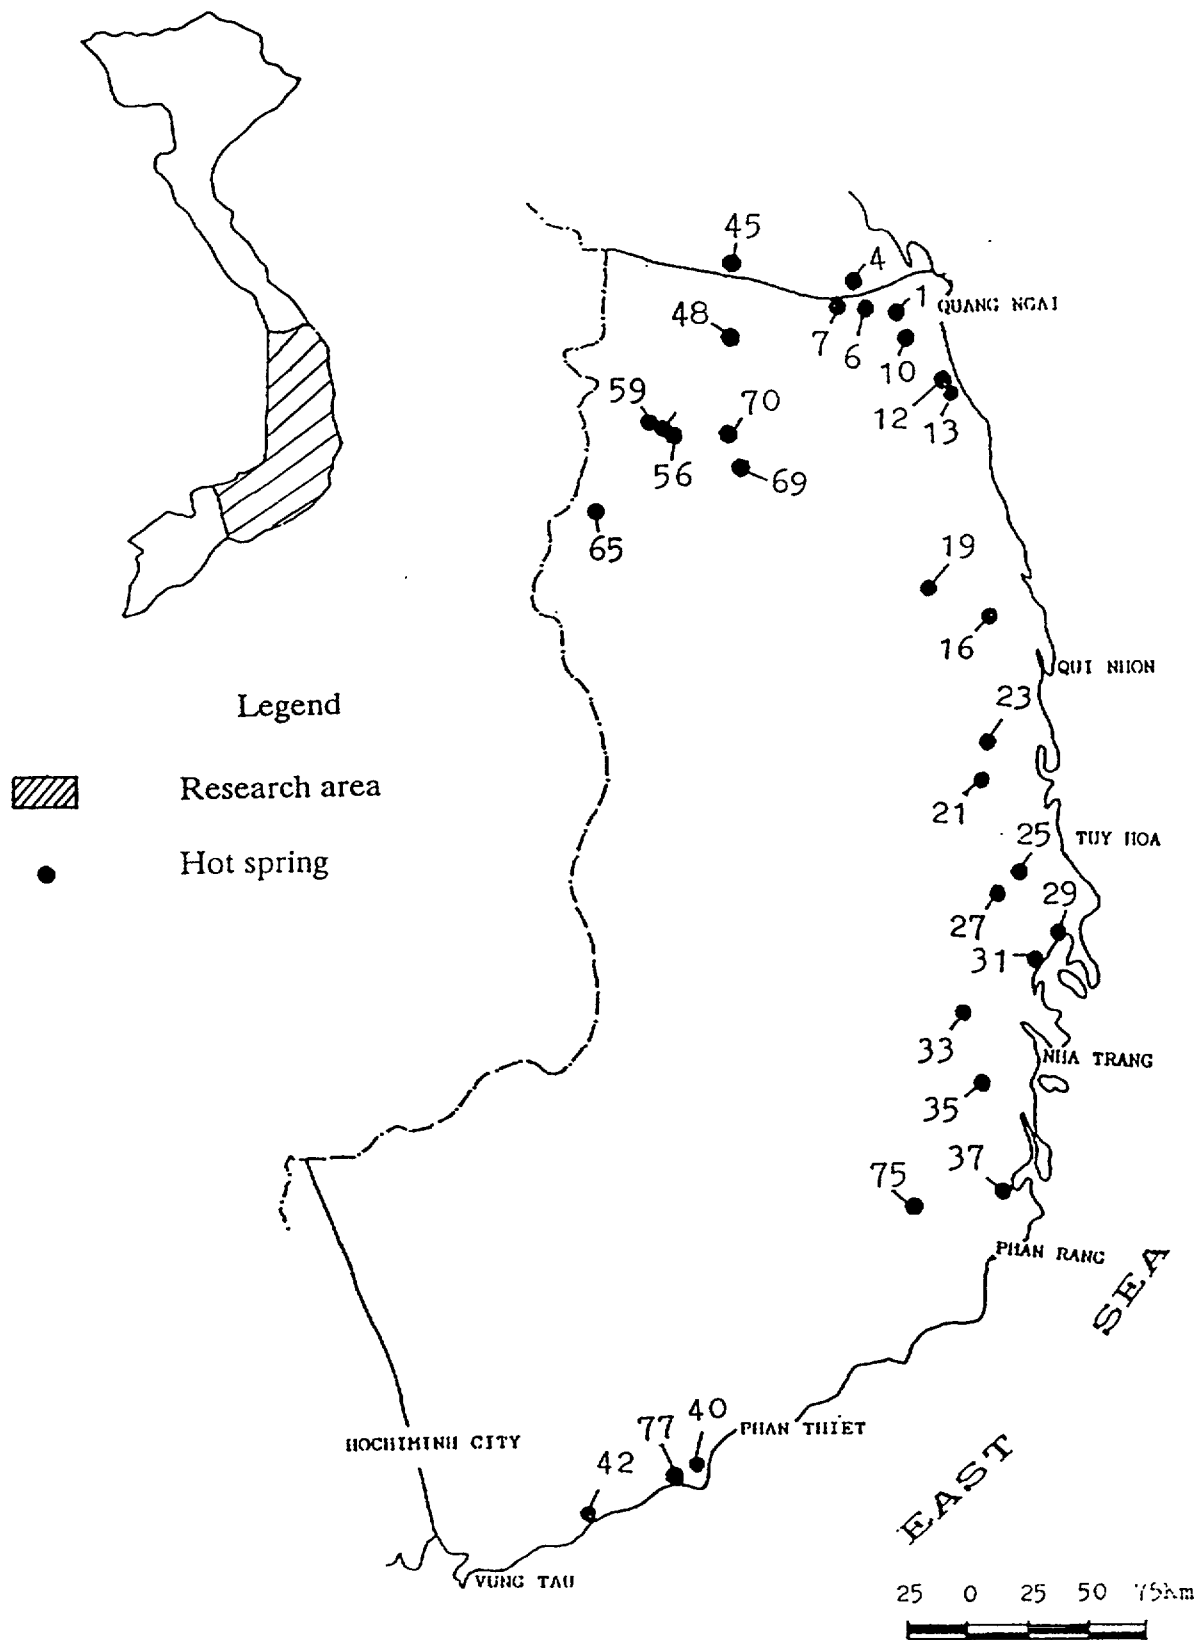 45
4
1
QUANG NGAI
48
7
6
10
59
70
12
13
56
69
65
19
16
QUI NHON
Legend
23
Research area
21
25
TUY HOA
Hot spring
29
27
31
33
NHA TRANG
35
37
75
PHAN RANG
SEA
40
77
PHAN THIET
HOCHIMINH CITY
42
EAST
VUNG TAU
25 0 25 50 75km